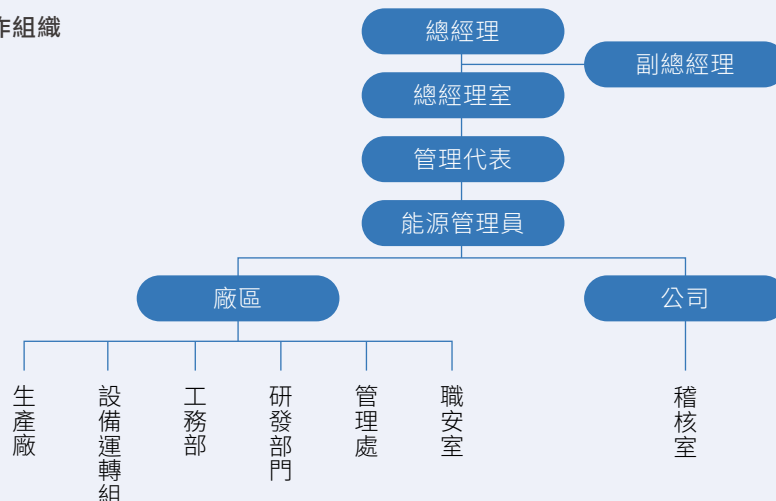 作組織
總經理
副總經理
總經理室
管理代表
能源管理員
廠區
公司
生產廠
設備運轉組
工務部
研發部門
管理處
職安室
稽核室